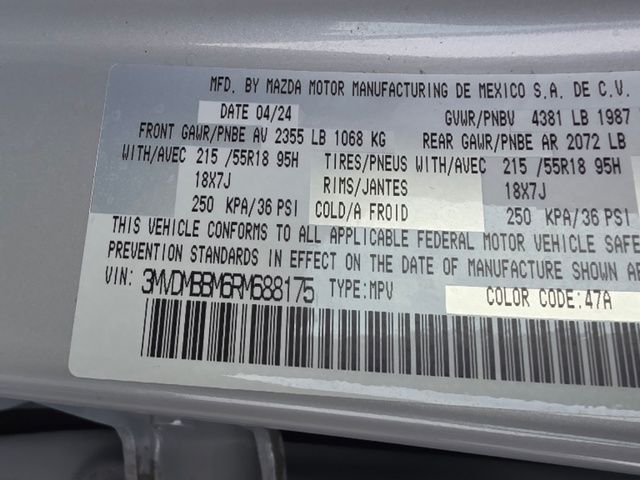 MFD. BY MAZDA MOTOR MANUFACTURING DE MEXICO S.A. DE C.V.
DATE 04/24 GVWR/PNBV 4381 LB 1987
FRONT GAWR/PNBE AV 2355 LB 1068 KG REAR GAWR/PNBE AR 2072 LB
WITH/AVEC 215 /55R18 95H TIRES/PNEUS WITH/AVEC 215 /55R18 95H
18X7J RIMS/JANTES 18X7J
250 KPA/36 PSI COLD/A FROID 250 KPA/36 PSI
THIS VEHICLE CONFORMS TO ALL APPLICABLE FEDERAL MOTOR VEHICLE SAFE
PREVENTION STANDARDS IN EFFECT ON THE DATE OF MANUFACTURE SHOWN A
VIN: 3MVDMBBM6RM688175 TYPE:MPV COLOR CODE:47A